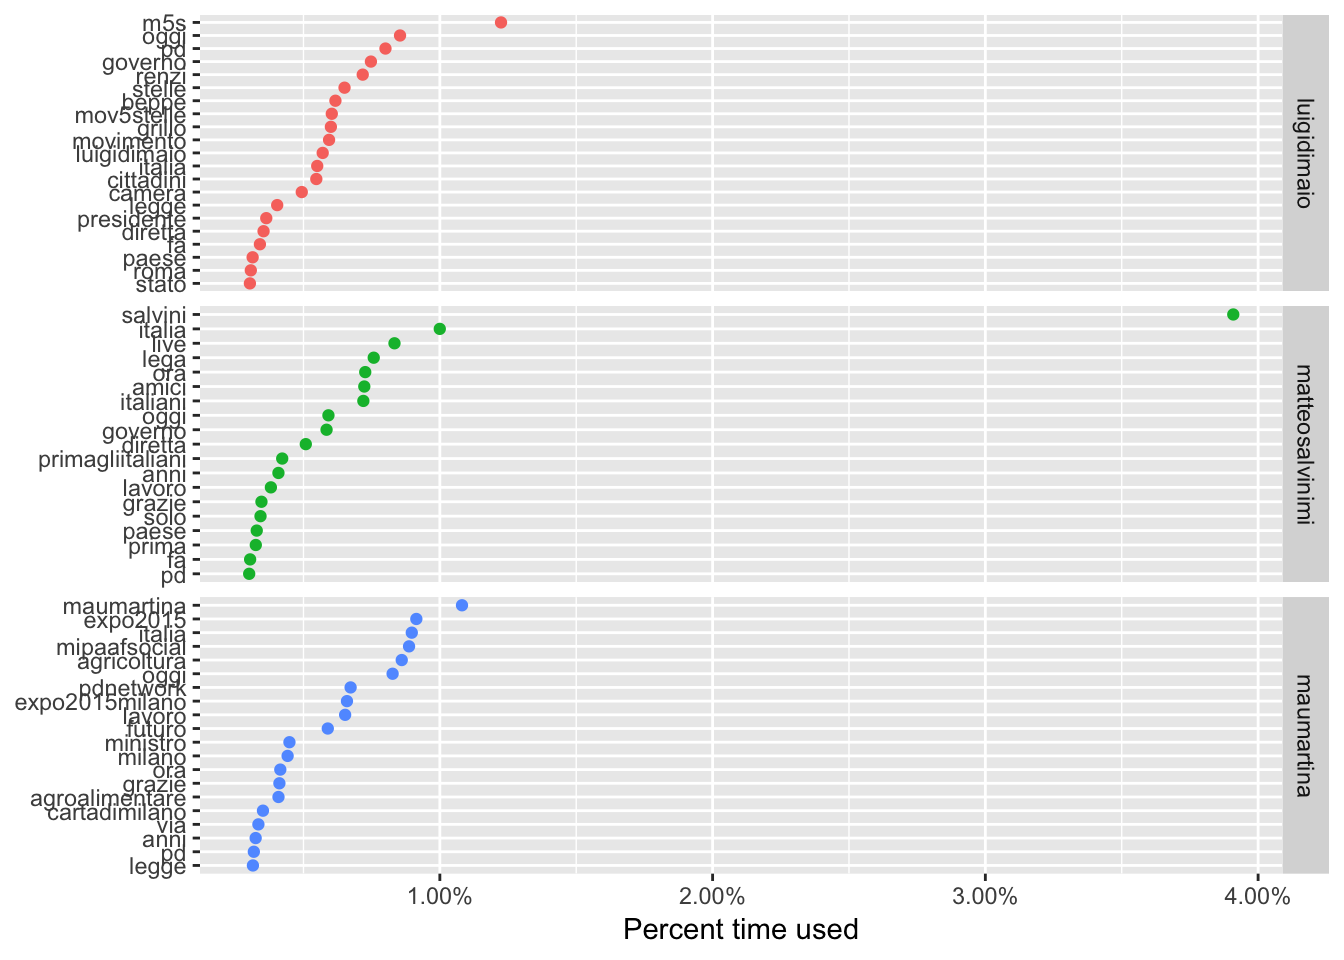 m5s
oggi
pd
governo
renzi
stelle
beppe
mov5stelle
grillo
movimento
luigidimaio
italia
cittadini
camera
legge
presidente
diretta
fa
paese
roma
stato
luigidimaio
salvini
italia
live
lega
ora
amici
italiani
oggi
governo
diretta
primagliitaliani
anni
lavoro
grazie
solo
paese
prima
fa
pd
matteosalvinimi
maumartina
expo2015
italia
mipaafsocial
agricoltura
oggi
pdnetwork
expo2015milano
lavoro
futuro
ministro
milano
ora
grazie
agroalimentare
cartadimilano
via
anni
pd
legge
maumartina
1.00% 2.00% 3.00% 4.00%
Percent time used